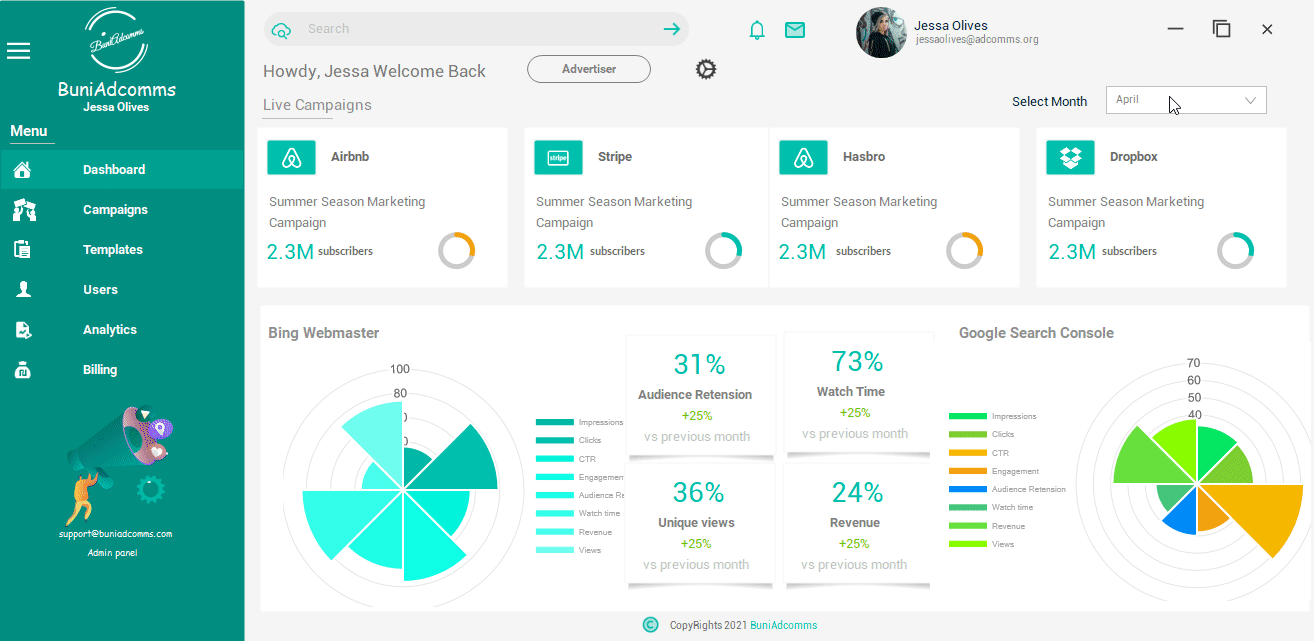 BuniAdcomms
BuniAdcomms
Jessa Olives
Menu
Dashboard
Campaigns
Templates
Users
Analytics
Billing
support@buniadcomms.com
Admin panel
Search
Jessa Olives
jessaolives@adcomms.org
Howdy, Jessa Welcome Back
Advertiser
Live Campaigns
Select Month
April
Airbnb
Summer Season Marketing
Campaign
2.3M subscribers
stripe
Stripe
Summer Season Marketing
Campaign
2.3M subscribers
Hasbro
Summer Season Marketing
Campaign
2.3M subscribers
Dropbox
Summer Season Marketing
Campaign
2.3M subscribers
Bing Webmaster
100
80
Impressions
Clicks
CTR
Engagement
Audience Re
Watch time
Revenue
Views
31%
Audience Retension
+25%
vs previous month
73%
Watch Time
+25%
vs previous month
36%
Unique views
+25%
vs previous month
24%
Revenue
+25%
vs previous month
Google Search Console
Impressions
Clicks
CTR
Engagement
Audience Retension
Watch time
Revenue
Views
70
60
50
40
CopyRights 2021 BuniAdcomms